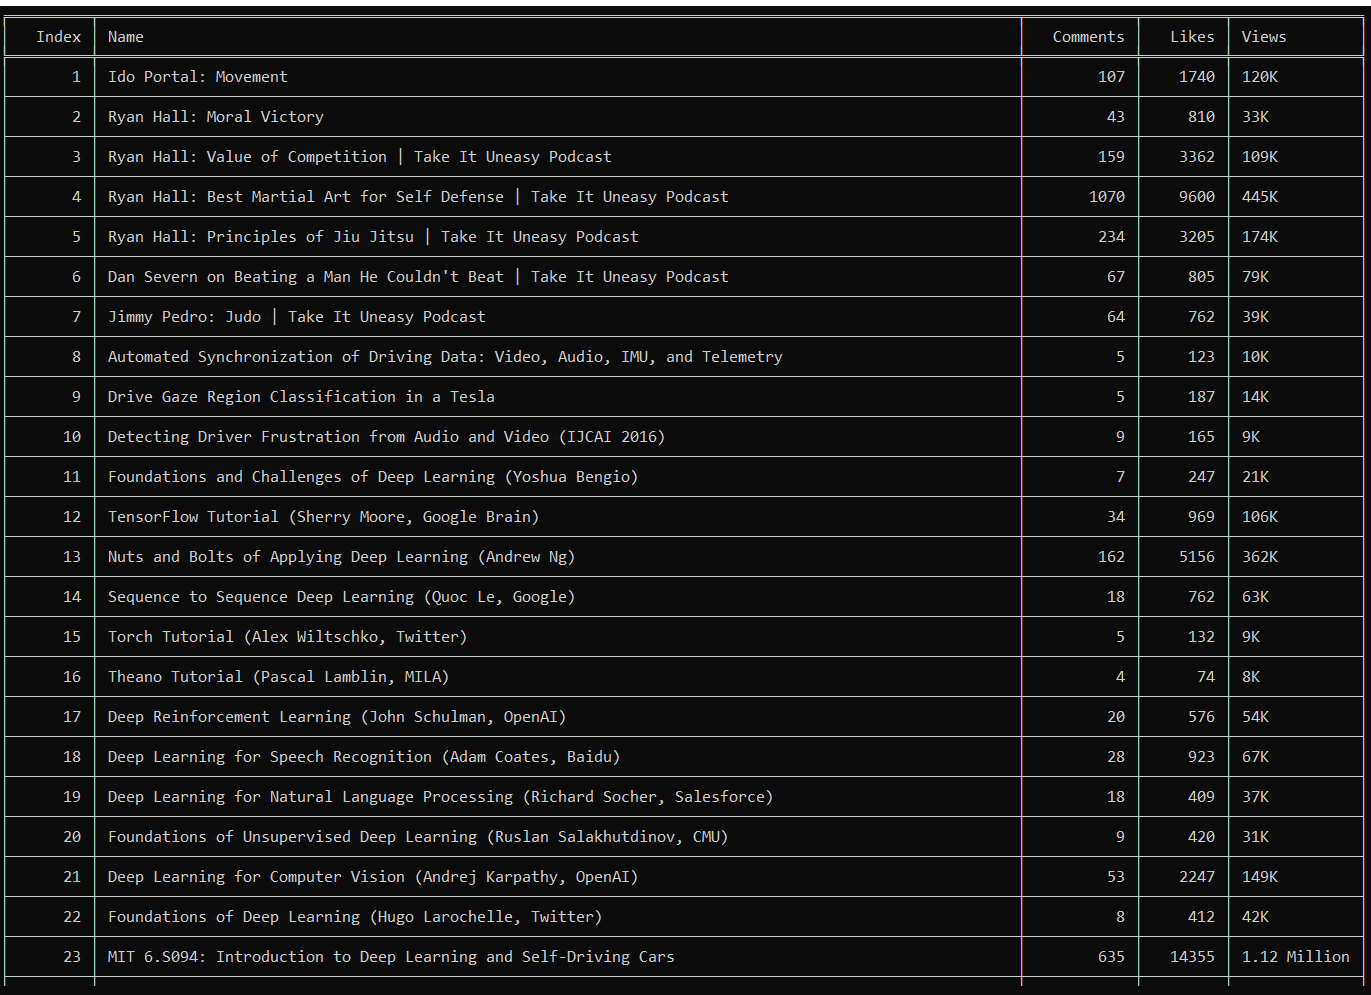 Index Name Comments Likes Views
1 Ido Portal: Movement 107 1740 120K
2 Ryan Hall: Moral Victory 43 810 33K
3 Ryan Hall: Value of Competition | Take It Uneasy Podcast 159 3362 109K
4 Ryan Hall: Best Martial Art for Self Defense | Take It Uneasy Podcast 1070 9600 445K
5 Ryan Hall: Principles of Jiu Jitsu | Take It Uneasy Podcast 234 3205 174K
6 Dan Severn on Beating a Man He Couldn't Beat | Take It Uneasy Podcast 67 805 79K
7 Jimmy Pedro: Judo | Take It Uneasy Podcast 64 762 39K
8 Automated Synchronization of Driving Data: Video, Audio, IMU, and Telemetry 5 123 10K
9 Drive Gaze Region Classification in a Tesla 5 187 14K
10 Detecting Driver Frustration from Audio and Video (IJCAI 2016) 9 165 9K
11 Foundations and Challenges of Deep Learning (Yoshua Bengio) 7 247 21K
12 TensorFlow Tutorial (Sherry Moore, Google Brain) 34 969 106K
13 Nuts and Bolts of Applying Deep Learning (Andrew Ng) 162 5156 362K
14 Sequence to Sequence Deep Learning (Quoc Le, Google) 18 762 63K
15 Torch Tutorial (Alex Wiltschko, Twitter) 5 132 9K
16 Theano Tutorial (Pascal Lamblin, MILA) 4 74 8K
17 Deep Reinforcement Learning (John Schulman, OpenAI) 20 576 54K
18 Deep Learning for Speech Recognition (Adam Coates, Baidu) 28 923 67K
19 Deep Learning for Natural Language Processing (Richard Socher, Salesforce) 18 409 37K
20 Foundations of Unsupervised Deep Learning (Ruslan Salakhutdinov, CMU) 9 420 31K
21 Deep Learning for Computer Vision (Andrej Karpathy, OpenAI) 53 2247 149K
22 Foundations of Deep Learning (Hugo Larochelle, Twitter) 8 412 42K
23 MIT 6.S094: Introduction to Deep Learning and Self-Driving Cars 635 14355 1.12 Million